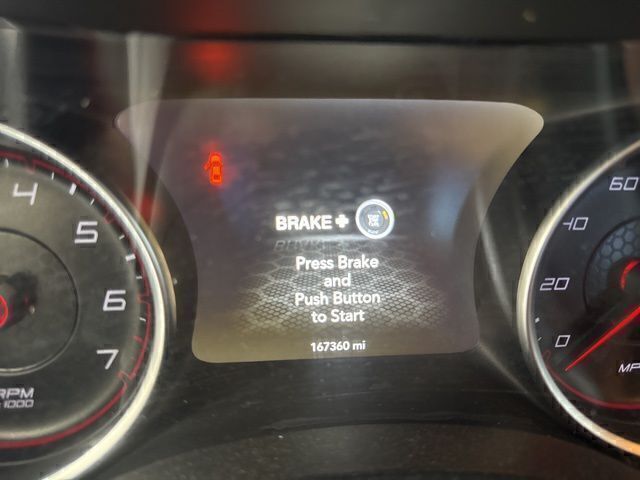 BRAKE +
Press Brake
and
Push Button
to Start
167360 mi
4
5
6
7
RPM
60
40
20
0